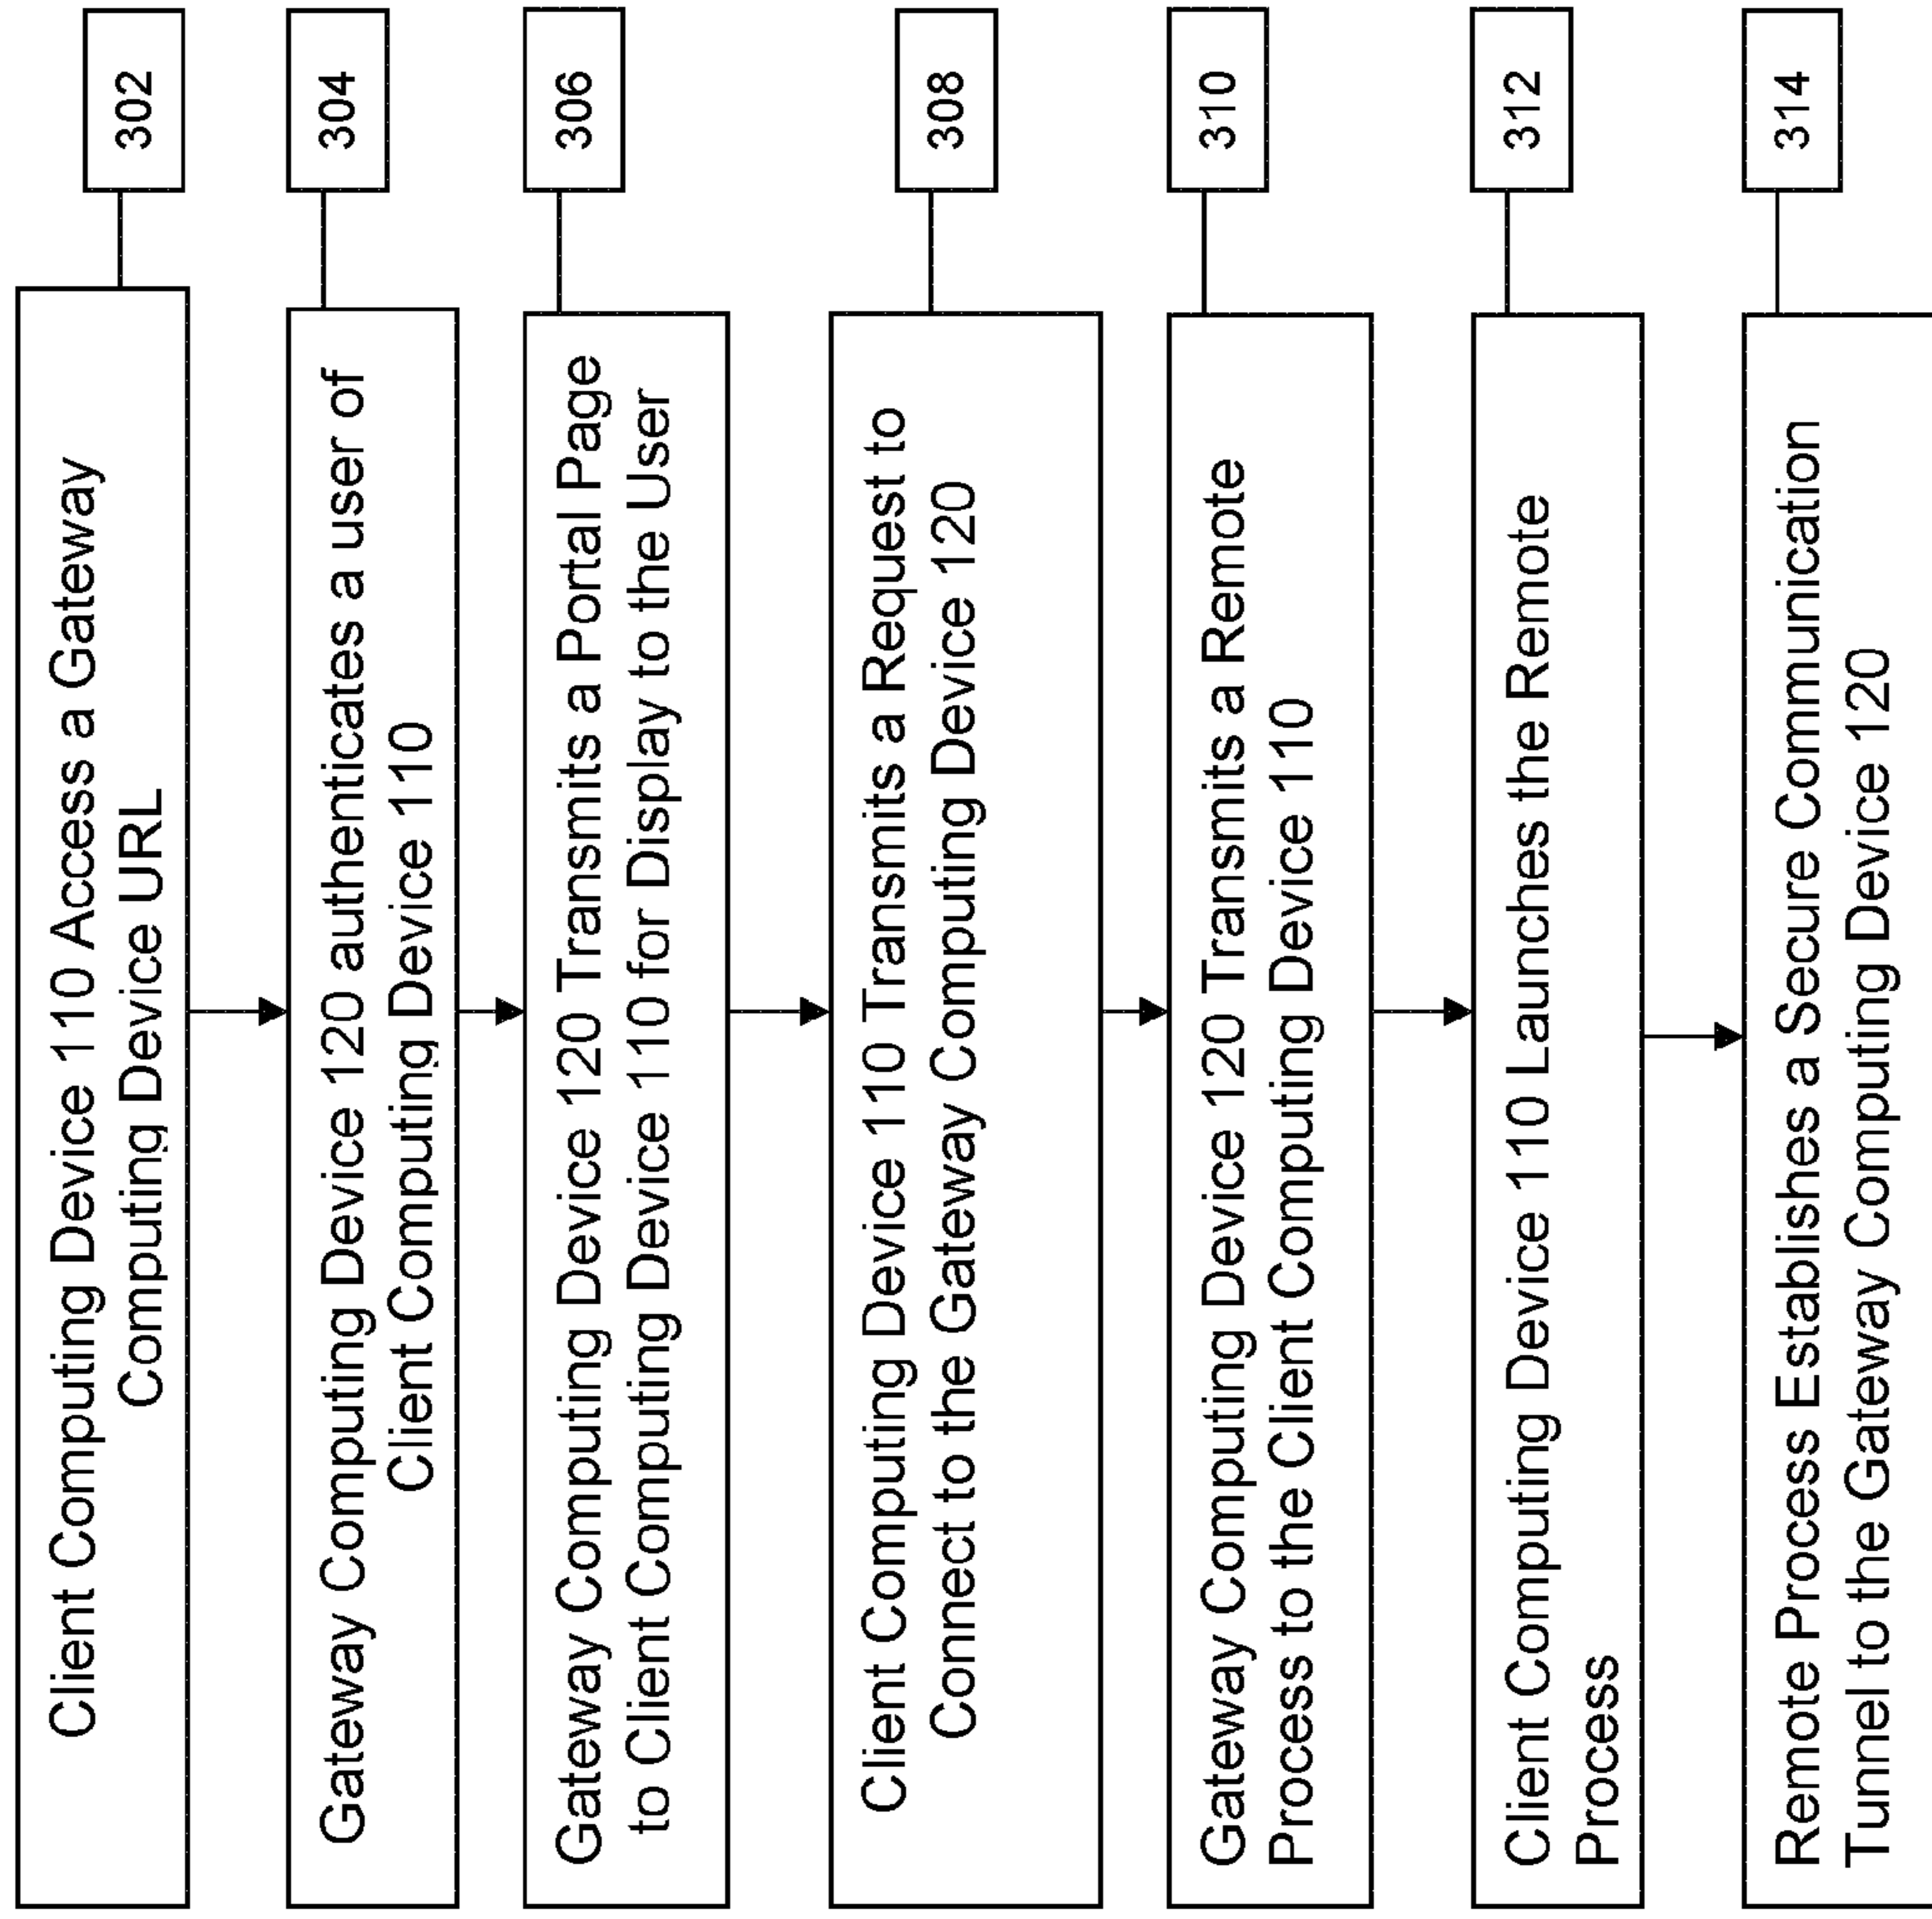 Client Computing Device 110 Access a Gateway
Computing Device URL
302
Gateway Computing Device 120 authenticates a user of
Client Computing Device 110
304
Gateway Computing Device 120 Transmits a Portal Page
to Client Computing Device 110 for Display to the User
306
Client Computing Device 110 Transmits a Request to
Connect to the Gateway Computing Device 120
308
Gateway Computing Device 120 Transmits a Remote
Process to the Client Computing Device 110
310
Client Computing Device 110 Launches the Remote
Process
312
Remote Process Establishes a Secure Communication
Tunnel to the Gateway Computing Device 120
314